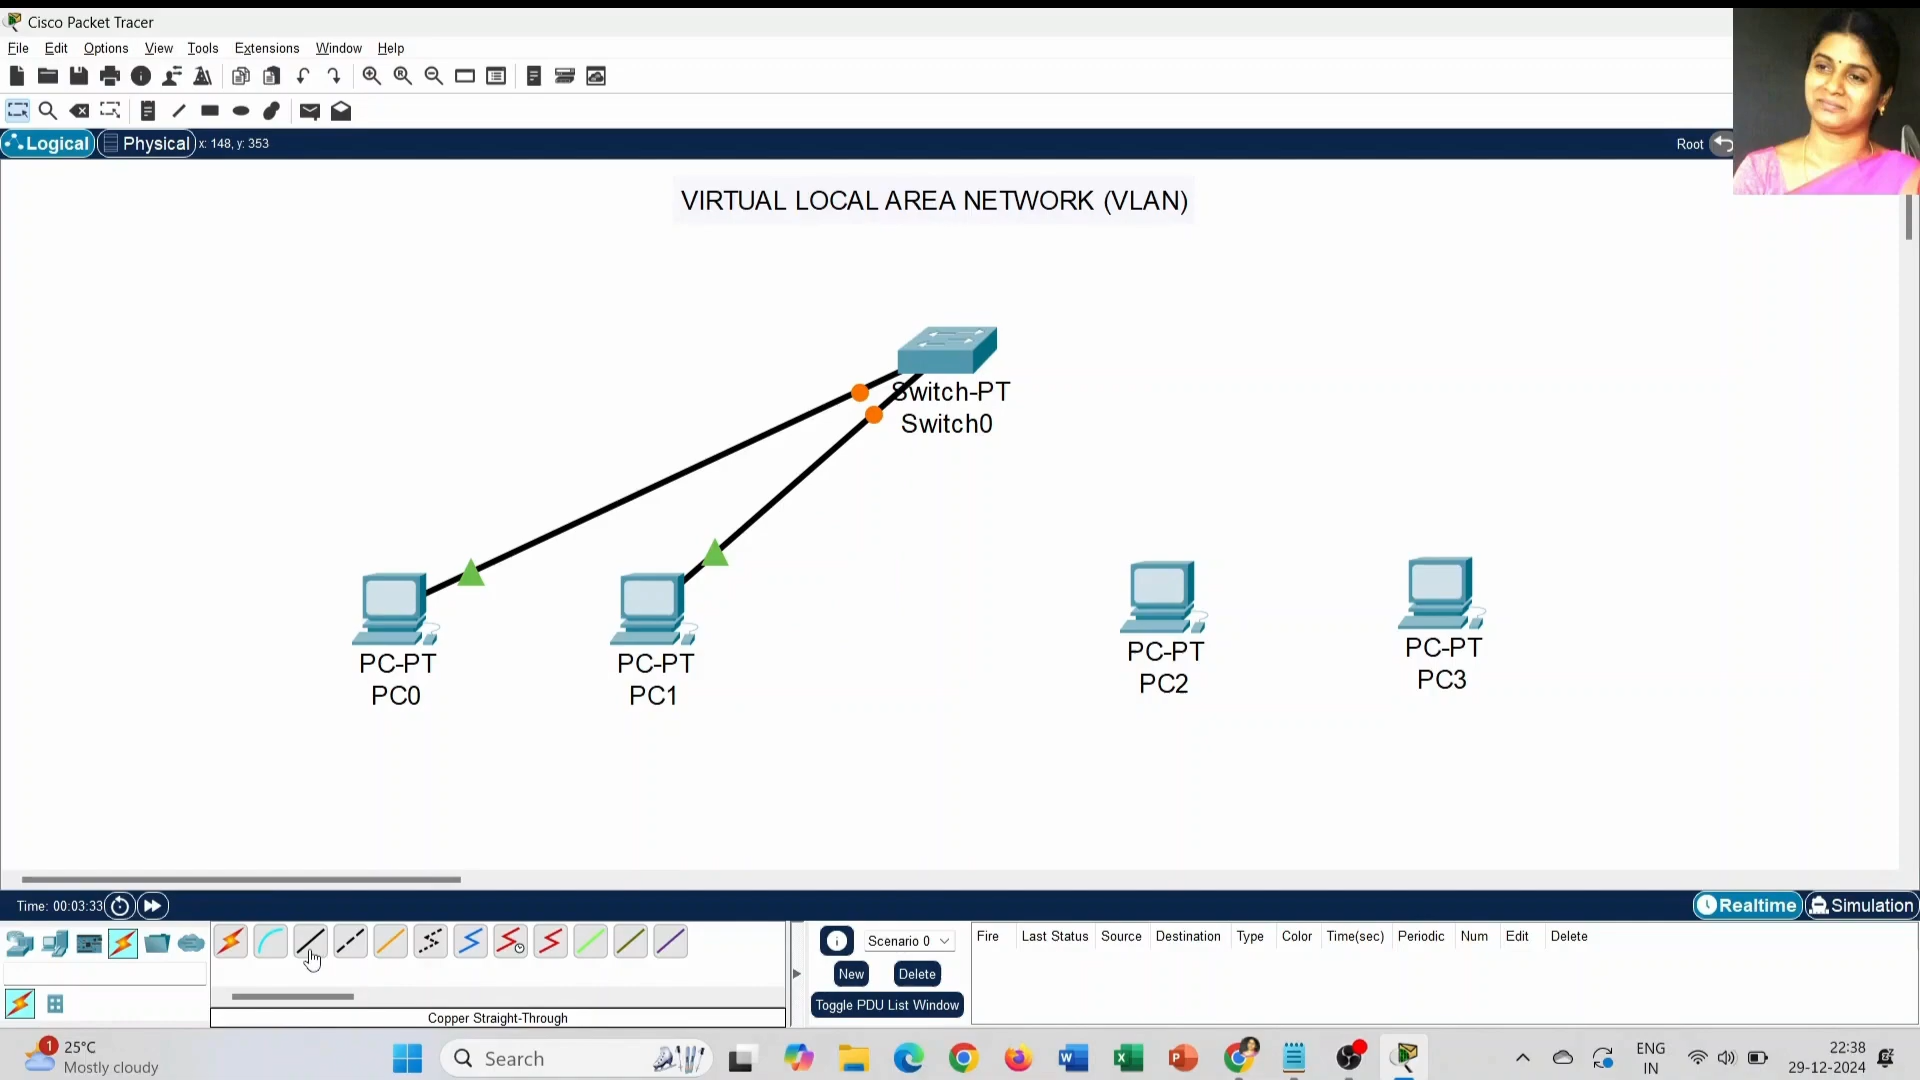 Cisco Packet Tracer
File Edit Options View Tools Extensions Window Help
Logical Physical x: 148, y: 353 Root
VIRTUAL LOCAL AREA NETWORK (VLAN)
Switch-PT
Switch0
PC-PT
PC0
PC-PT
PC1
PC-PT
PC2
PC-PT
PC3
Time: 00:03:33 Realtime Simulation
Scenario 0
New Delete
Toggle PDU List Window
Fire Last Status Source Destination Type Color Time(sec) Periodic Num Edit Delete
Copper Straight-Through
1 25°C
Mostly cloudy
Search
ENG
IN
22:38
29-12-2024